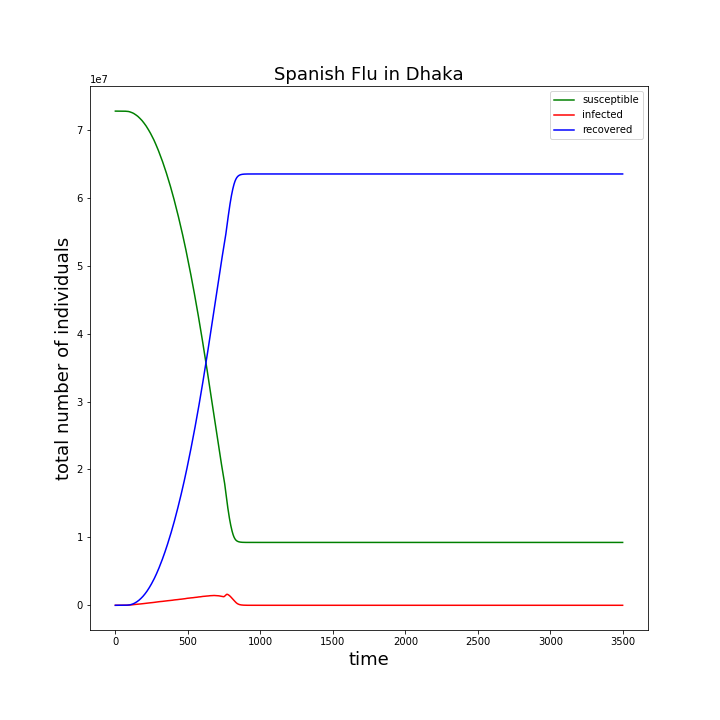 Spanish Flu in Dhaka
1e7
susceptible
infected
recovered
7
6
5
4
3
2
1
0
total number of individuals
0 500 1000 1500 2000 2500 3000 3500
time